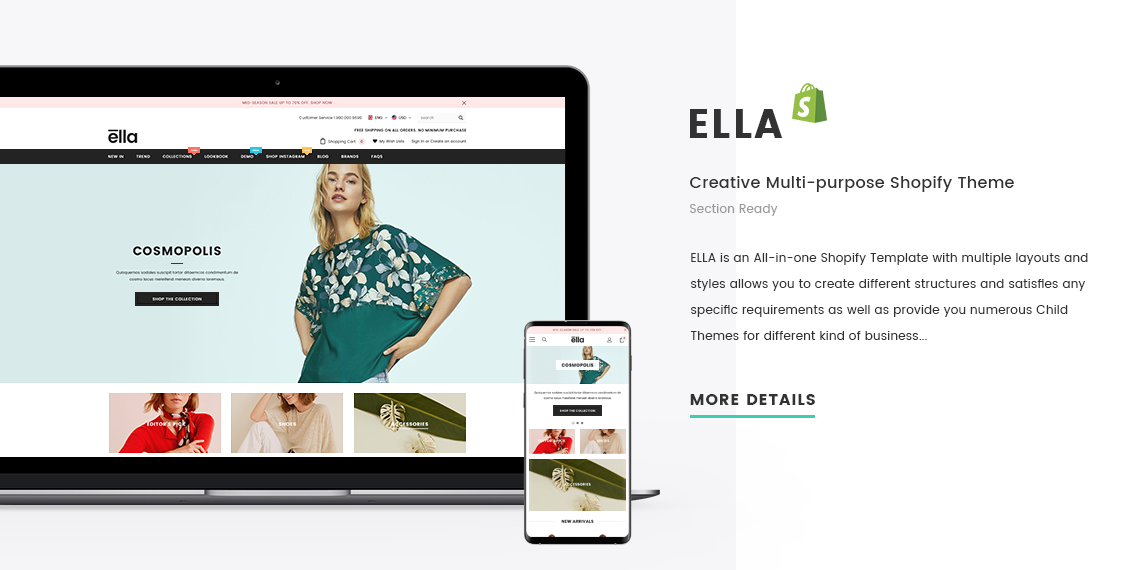 MID-SEASON SALE UP TO 70% OFF. SHOP NOW
Customer Service 1.990.000.9898 ENG USD search
FREE SHIPPING ON ALL ORDERS. NO MINIMUM PURCHASE
ella
Shopping Cart My Wish Lists Sign in or Create an account
NEW IN TREND COLLECTIONS LOOKBOOK DEMO SHOP INSTAGRAM BLOG BRANDS FAQS
COSMOPOLIS
SHOP THE COLLECTION
EDITOR'S PICK SHOES ACCESSORIES
ella
COSMOPOLIS
SHOP THE COLLECTION
ACCESSORIES
NEW ARRIVALS
ELLA
S
Creative Multi-purpose Shopify Theme
Section Ready
ELLA is an All-in-one Shopify Template with multiple layouts and
styles allows you to create different structures and satisfies any
specific requirements as well as provide you numerous Child
Themes for different kind of business...
MORE DETAILS